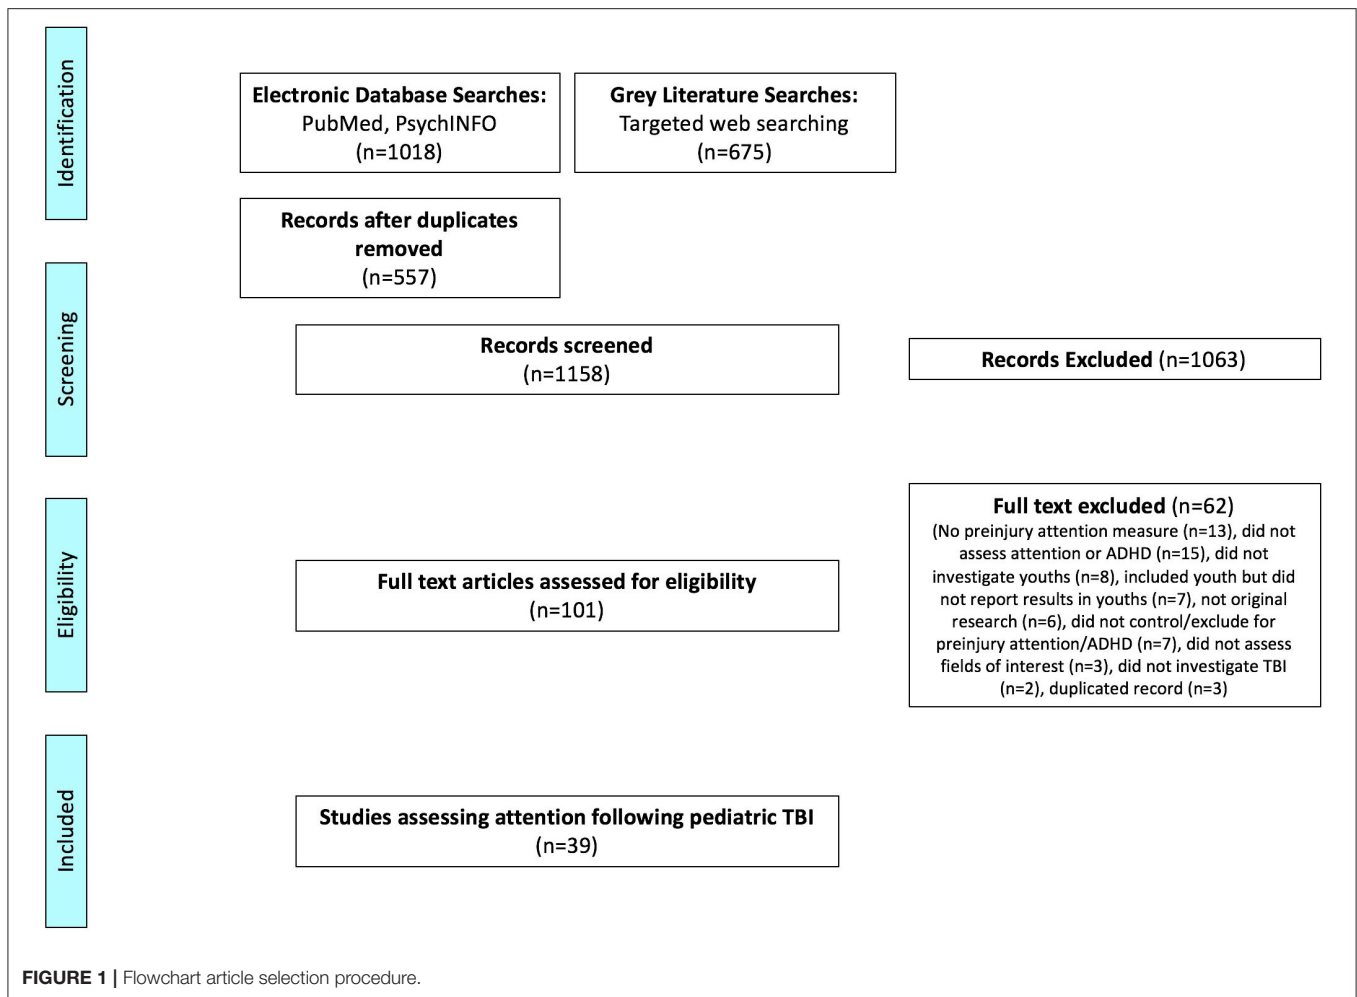 Identification
Electronic Database Searches:
PubMed, PsychINFO
(n=1018)
Grey Literature Searches:
Targeted web searching
(n=675)
Records after duplicates
removed
(n=557)
Screening
Records screened
(n=1158)
Records Excluded (n=1063)
Eligibility
Full text articles assessed for eligibility
(n=101)
Full text excluded (n=62)
(No preinjury attention measure (n=13), did not
assess attention or ADHD (n=15), did not
investigate youths (n=8), included youth but did
not report results in youths (n=7), not original
research (n=6), did not control/exclude for
preinjury attention/ADHD (n=7), did not assess
fields of interest (n=3), did not investigate TBI
(n=2), duplicated record (n=3)
Included
Studies assessing attention following pediatric TBI
(n=39)
FIGURE 1 | Flowchart article selection procedure.